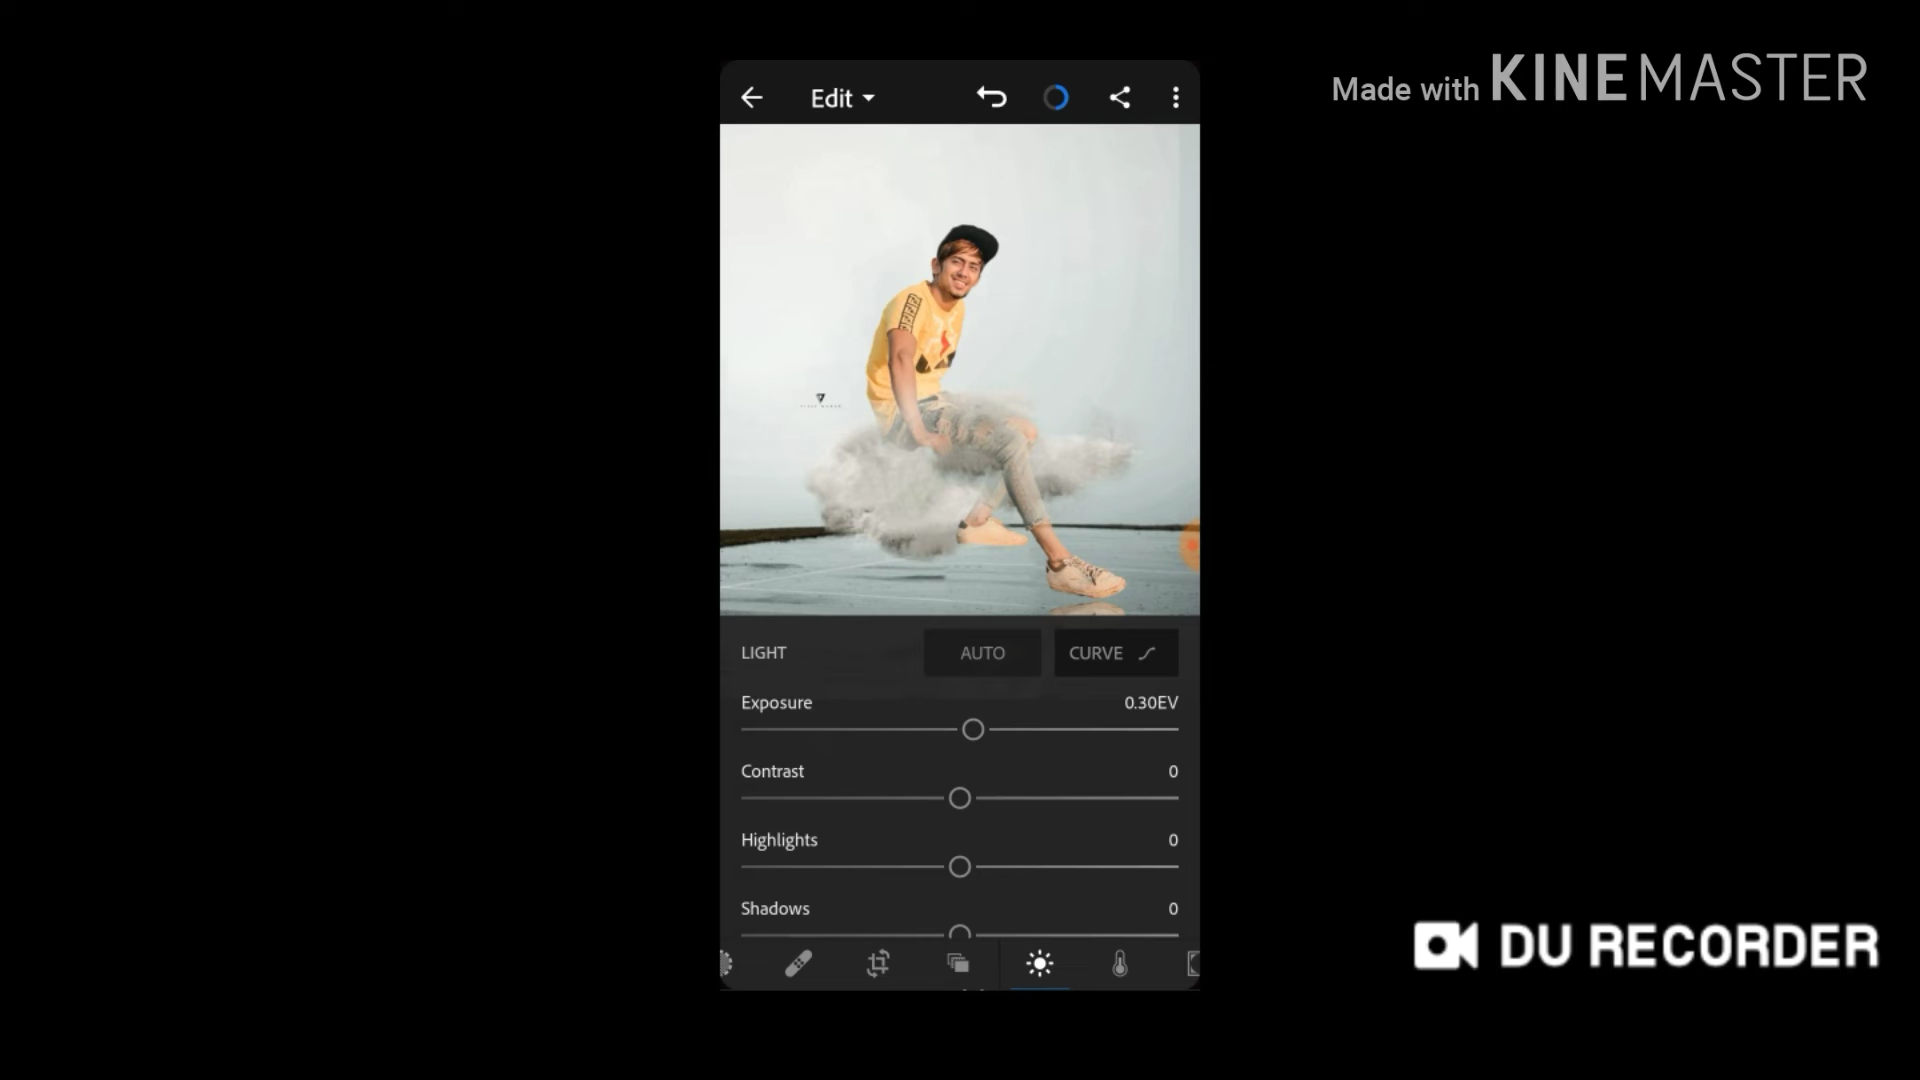 Made with KINEMASTER
Edit
LIGHT
AUTO
CURVE
Exposure
0.30EV
Contrast
0
Highlights
0
Shadows
0
DU RECORDER